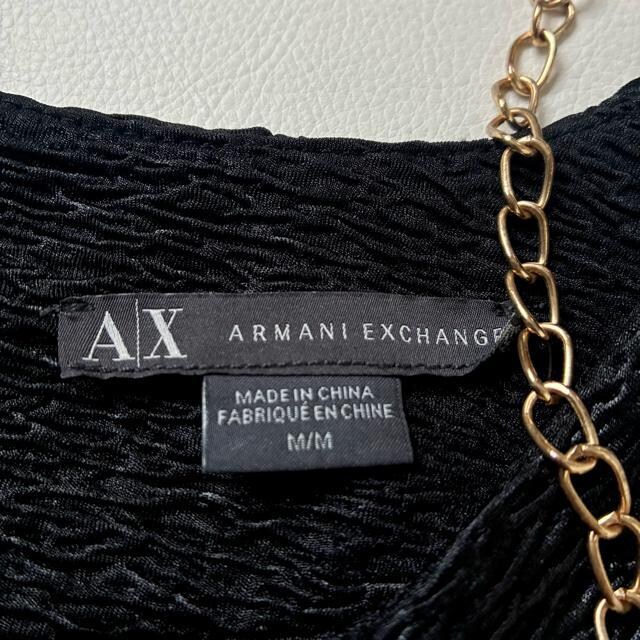 A|X ARMANI EXCHANGE
MADE IN CHINA
FABRIQUÉ EN CHINE
M/M